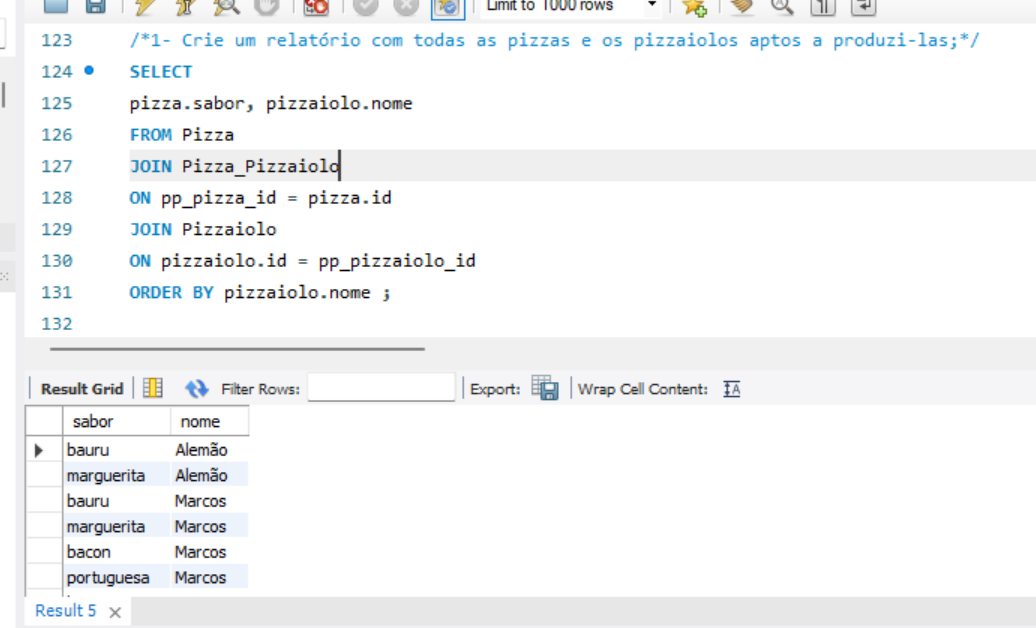 Limit to 1000 rows
123 /*1- Crie um relatório com todas as pizzas e os pizzaiolos aptos a produzi-las;*/
124 SELECT
125 pizza.sabor, pizzaiolo.nome
126 FROM Pizza
127 JOIN Pizza_Pizzaiolo
128 ON pp_pizza_id = pizza.id
129 JOIN Pizzaiolo
130 ON pizzaiolo.id = pp_pizzaiolo_id
131 ORDER BY pizzaiolo.nome ;
132
Result Grid Filter Rows: Export: Wrap Cell Content: IA
sabor nome
bauru Alemão
marguerita Alemão
bauru Marcos
marguerita Marcos
bacon Marcos
portuguesa Marcos
Result 5 ×